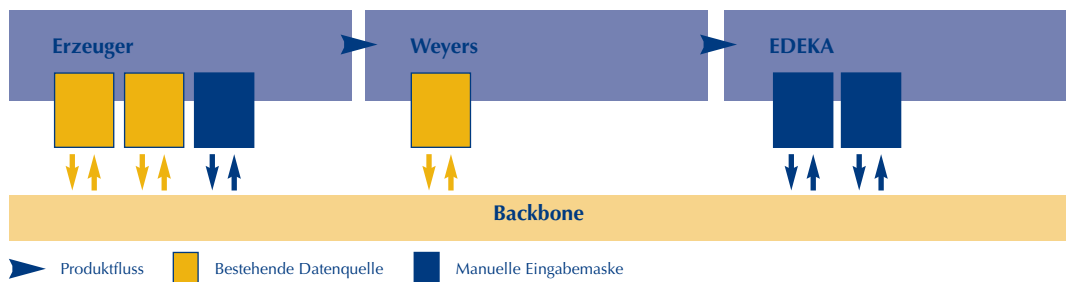 Erzeuger
Weyers
EDEKA
Backbone
Produktfluss
Bestehende Datenquelle
Manuelle Eingabemaske